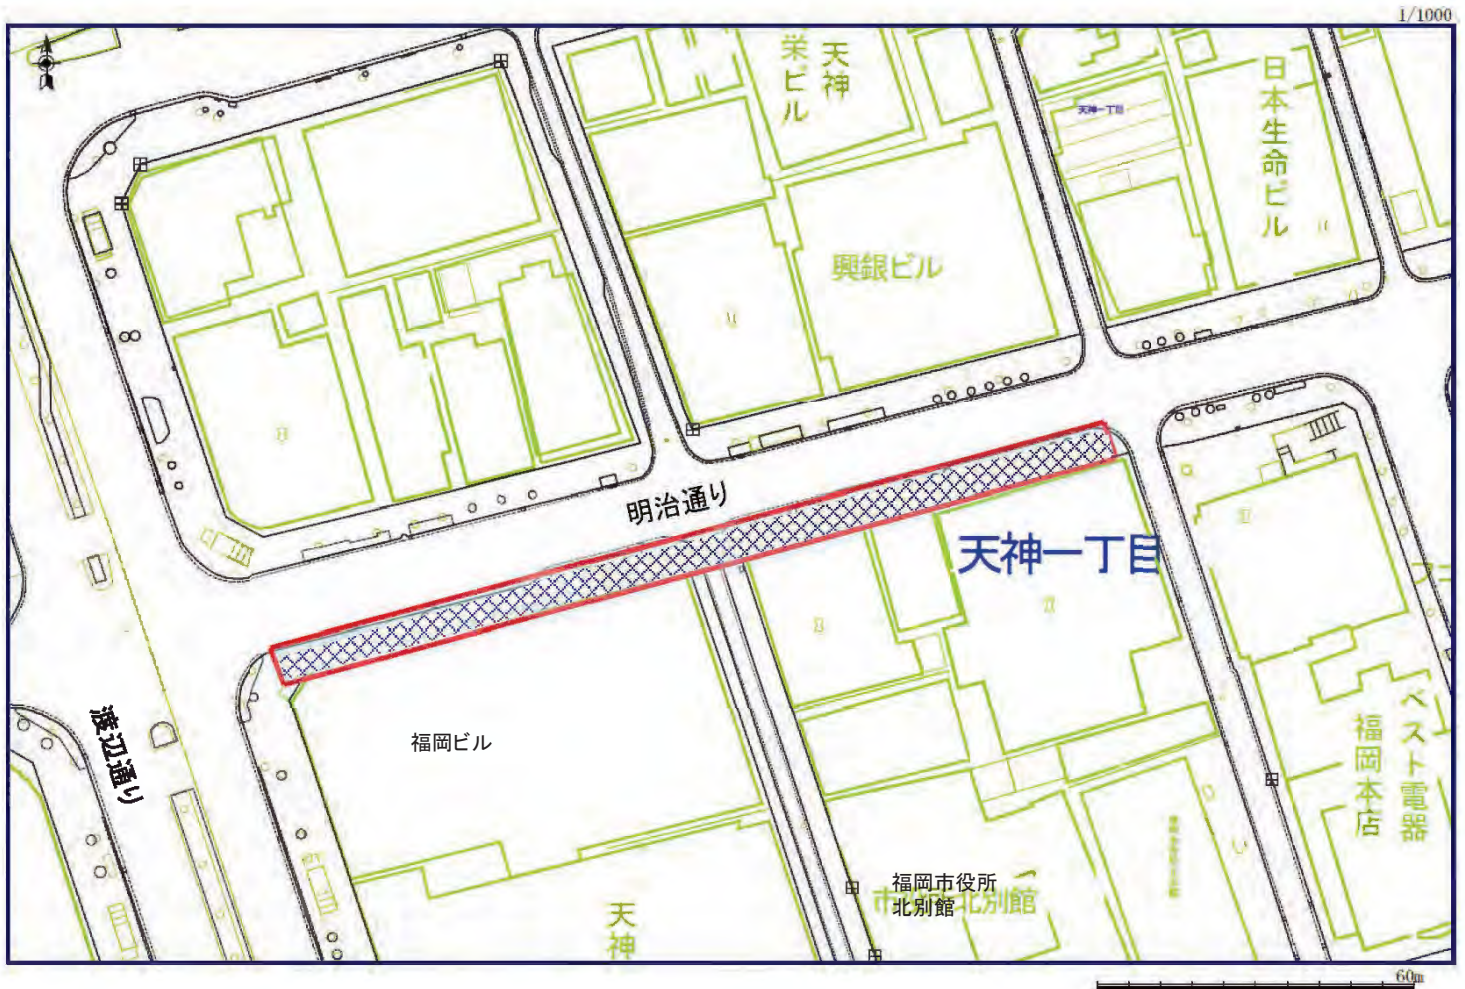 1/1000
天神
栄ビル
日本生命ビル
天神一丁目
興銀ビル
明治通り
天神一丁目
渡辺通り
福岡ビル
ベスト電器
福岡本店
福岡市役所
北別館
北別館
天神
60m